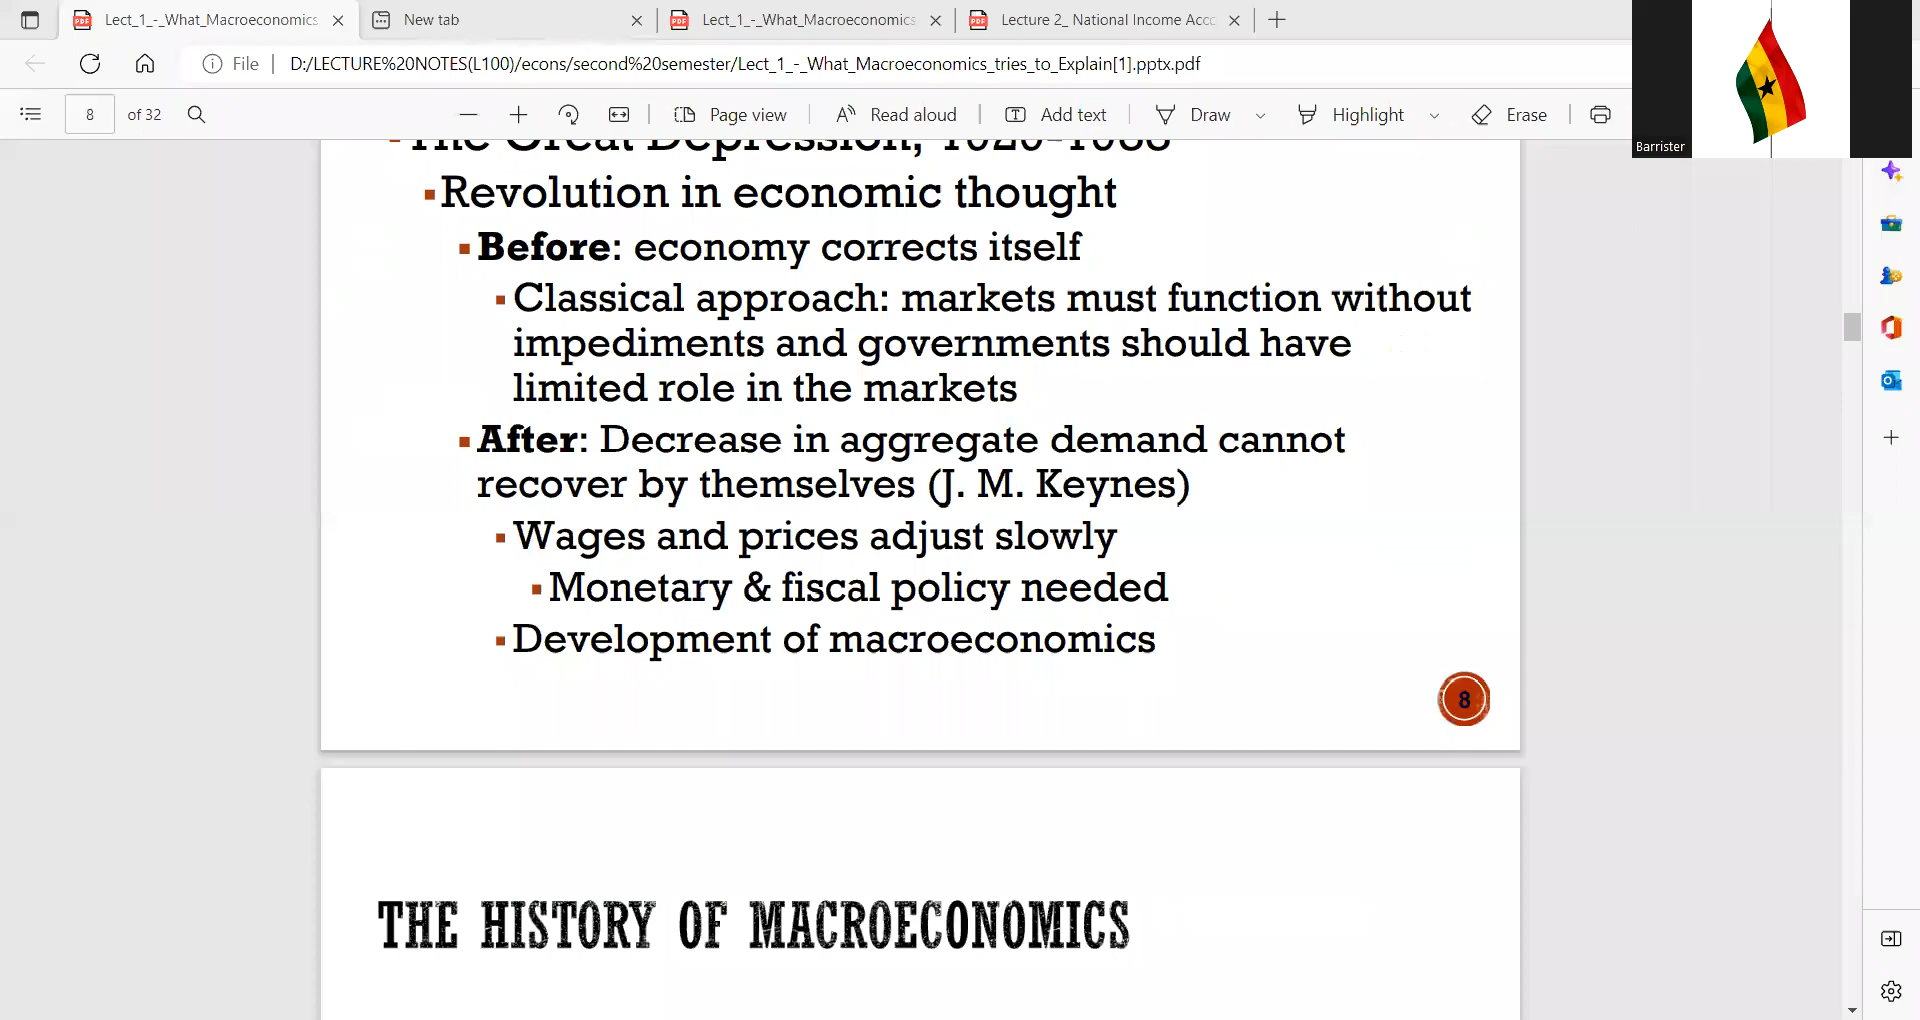 Lect_1_-_What_Macroeconomics
New tab
Lect_1_-_What_Macroeconomics
Lecture 2_ National Income Acc
File
D:/LECTURE%20NOTES(L100)/econs/second%20semester/Lect_1_-_What_Macroeconomics_tries_to_Explain[1].pptx.pdf
8 of 32
Page view
Read aloud
Add text
Draw
Highlight
Erase
Barrister
The Great Depression,
Revolution in economic thought
Before: economy corrects itself
Classical approach: markets must function without
impediments and governments should have
limited role in the markets
After: Decrease in aggregate demand cannot
recover by themselves (J. M. Keynes)
Wages and prices adjust slowly
Monetary & fiscal policy needed
Development of macroeconomics
8
THE HISTORY OF MACROECONOMICS